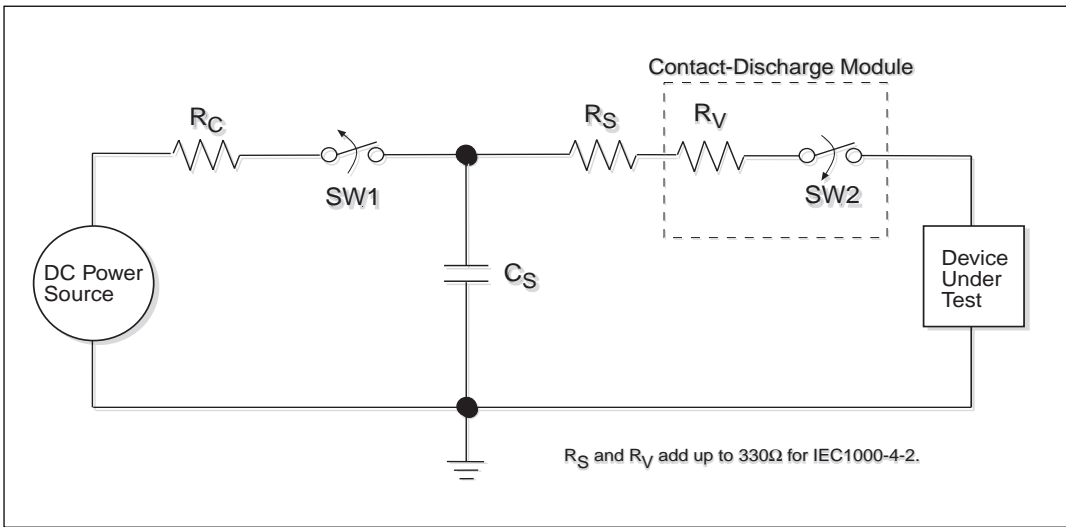 Contact-Discharge Module
RC
RS
RV
SW1
SW2
DC Power
Source
CS
Device
Under
Test
RS and RV add up to 330Ω for IEC1000-4-2.